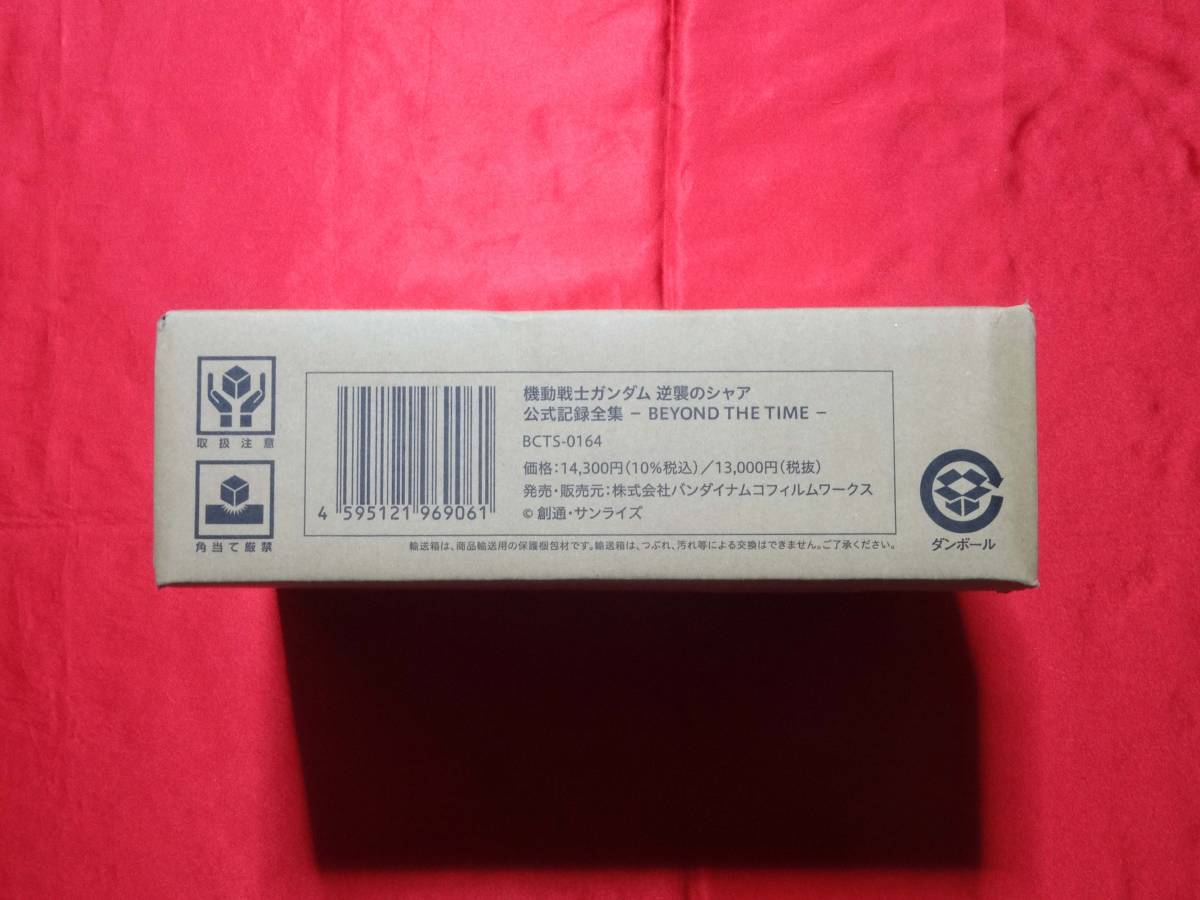 取扱注意
角当て厳禁
4 595121 969061
機動戦士ガンダム 逆襲のシャア
公式記録全集 − BEYOND THE TIME −
BCTS-0164
価格：14,300円（10％税込）／13,000円（税抜）
発売・販売元：株式会社バンダイナムコフィルムワークス
© 創通・サンライズ
輸送箱は、商品輸送用の保護梱包材です。輸送箱は、つぶれ、汚れ等による交換はできません。ご了承ください。
ダンボール